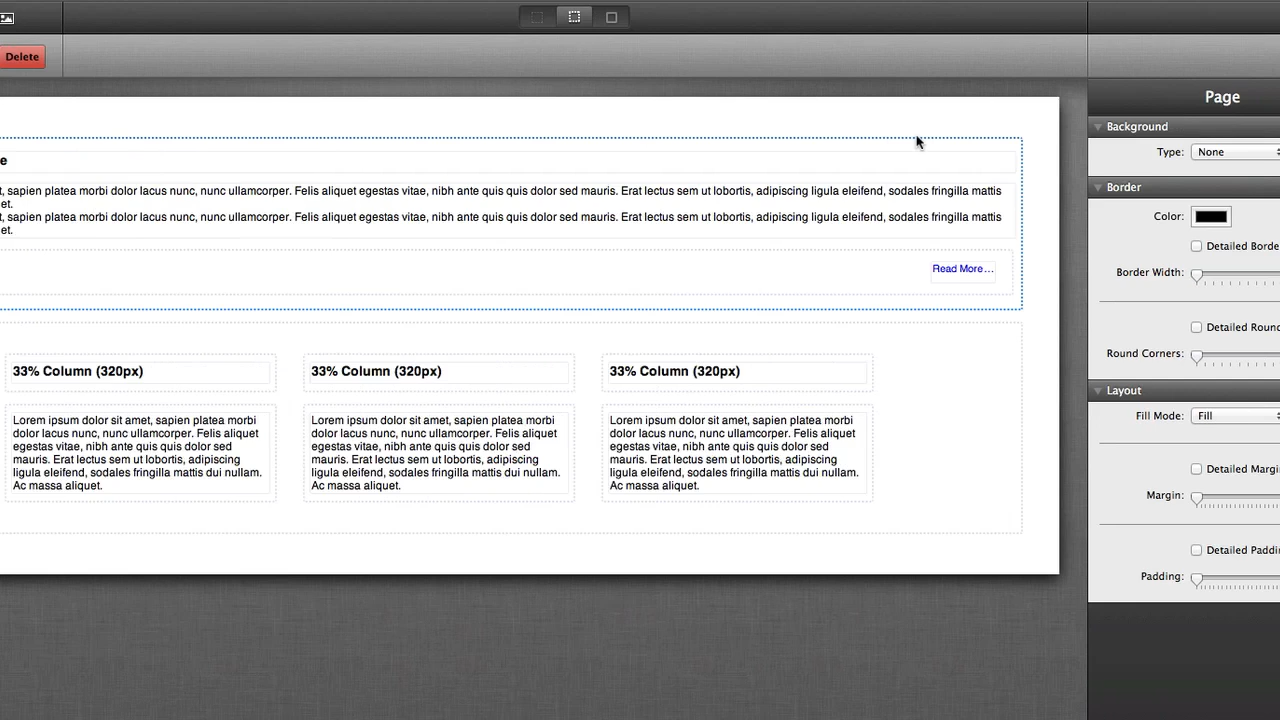 Delete
Page
Background
Type: None
Border
Color:
Detailed Borde
Border Width:
Detailed Round
Round Corners:
Layout
Fill Mode: Fill
Detailed Margi
Margin:
Detailed Paddi
Padding:
e
t, sapien platea morbi dolor lacus nunc, nunc ullamcorper. Felis aliquet egestas vitae, nibh ante quis quis dolor sed mauris. Erat lectus sem ut lobortis, adipiscing ligula eleifend, sodales fringilla mattis
et.
t, sapien platea morbi dolor lacus nunc, nunc ullamcorper. Felis aliquet egestas vitae, nibh ante quis quis dolor sed mauris. Erat lectus sem ut lobortis, adipiscing ligula eleifend, sodales fringilla mattis
et.
Read More…
33% Column (320px)
Lorem ipsum dolor sit amet, sapien platea morbi
dolor lacus nunc, nunc ullamcorper. Felis aliquet
egestas vitae, nibh ante quis quis dolor sed
mauris. Erat lectus sem ut lobortis, adipiscing
ligula eleifend, sodales fringilla mattis dui nullam.
Ac massa aliquet.
33% Column (320px)
Lorem ipsum dolor sit amet, sapien platea morbi
dolor lacus nunc, nunc ullamcorper. Felis aliquet
egestas vitae, nibh ante quis quis dolor sed
mauris. Erat lectus sem ut lobortis, adipiscing
ligula eleifend, sodales fringilla mattis dui nullam.
Ac massa aliquet.
33% Column (320px)
Lorem ipsum dolor sit amet, sapien platea morbi
dolor lacus nunc, nunc ullamcorper. Felis aliquet
egestas vitae, nibh ante quis quis dolor sed
mauris. Erat lectus sem ut lobortis, adipiscing
ligula eleifend, sodales fringilla mattis dui nullam.
Ac massa aliquet.